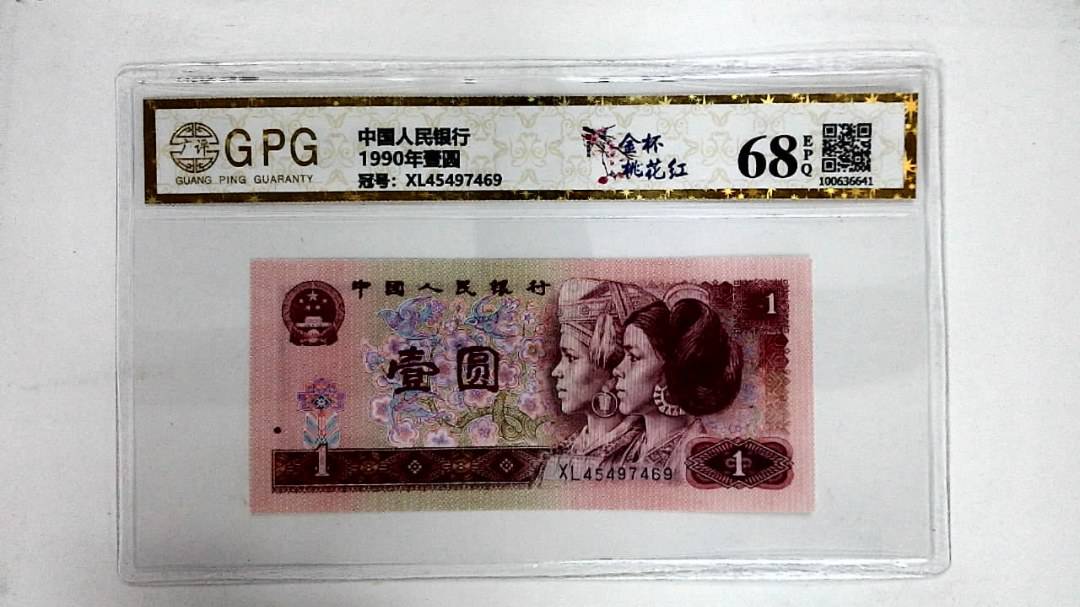 广评
GPG
GUANG PING GUARANTY
中国人民银行
1990年壹圆
冠号：XL45497469
金杯
桃花红
68
EPQ
100636641
中国人民银行
1
壹圆
1
XL45497469
1